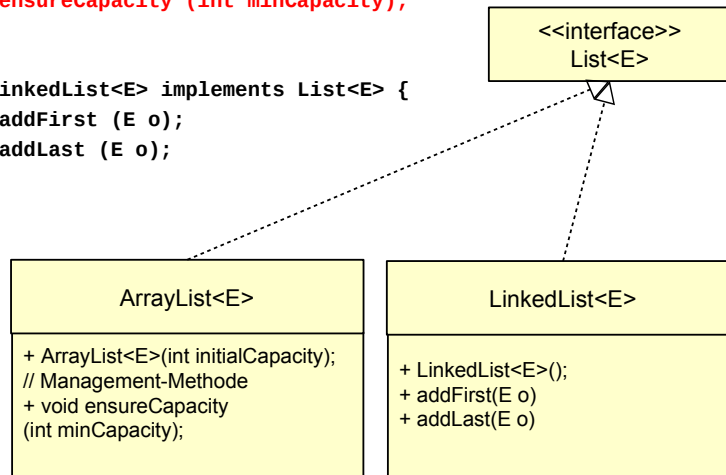 ensureCapacity (int minCapacity);
<<interface>>
List<E>
inkedList<E> implements List<E> {
addFirst (E o);
addLast (E o);
ArrayList<E>
+ ArrayList<E>(int initialCapacity);
// Management-Methode
+ void ensureCapacity
(int minCapacity);
LinkedList<E>
+ LinkedList<E>();
+ addFirst(E o)
+ addLast(E o)